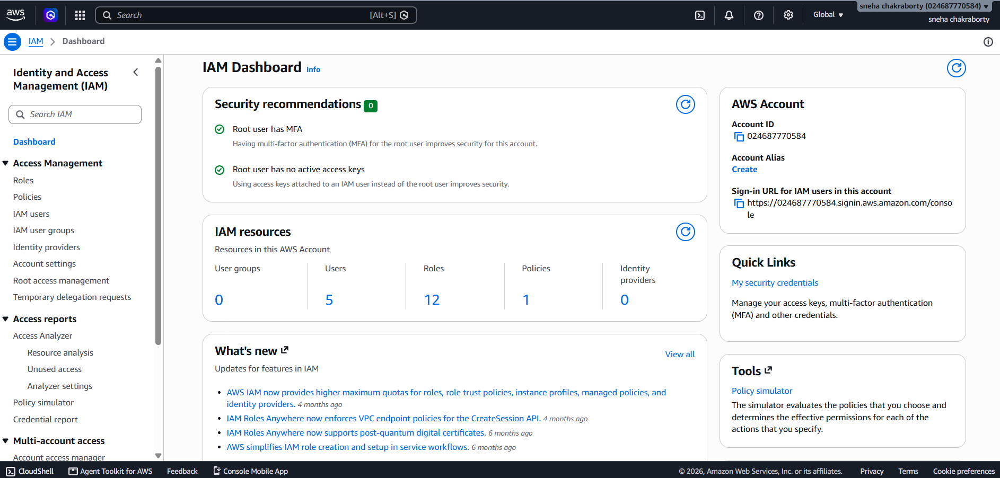 aws
Search
[Alt+S]
Global
sneha chakraborty (024687770584)
sneha chakraborty
IAM
Dashboard
Identity and Access
Management (IAM)
Search IAM
Dashboard
Access Management
Roles
Policies
IAM users
IAM user groups
Identity providers
Account settings
Root access management
Temporary delegation requests
Access reports
Access Analyzer
Resource analysis
Unused access
Analyzer settings
Policy simulator
Credential report
Multi-account access
Account access manager
IAM Dashboard Info
Security recommendations 0
Root user has MFA
Having multi-factor authentication (MFA) for the root user improves security for this account.
Root user has no active access keys
Using access keys attached to an IAM user instead of the root user improves security.
IAM resources
Resources in this AWS Account
User groups
0
Users
5
Roles
12
Policies
1
Identity
providers
0
What's new
View all
Updates for features in IAM
• AWS IAM now provides higher maximum quotas for roles, role trust policies, instance profiles, managed policies, and
identity providers. 4 months ago
• IAM Roles Anywhere now enforces VPC endpoint policies for the CreateSession API. 4 months ago
• IAM Roles Anywhere now supports post-quantum digital certificates. 6 months ago
• AWS simplifies IAM role creation and setup in service workflows. 6 months ago
AWS Account
Account ID
024687770584
Account Alias
Create
Sign-in URL for IAM users in this account
https://024687770584.signin.aws.amazon.com/conso
le
Quick Links
My security credentials
Manage your access keys, multi-factor authentication
(MFA) and other credentials.
Tools
Policy simulator
The simulator evaluates the policies that you choose and
determines the effective permissions for each of the
actions that you specify.
CloudShell
Agent Toolkit for AWS
Feedback
Console Mobile App
© 2026, Amazon Web Services, Inc. or its affiliates.
Privacy
Terms
Cookie preferences